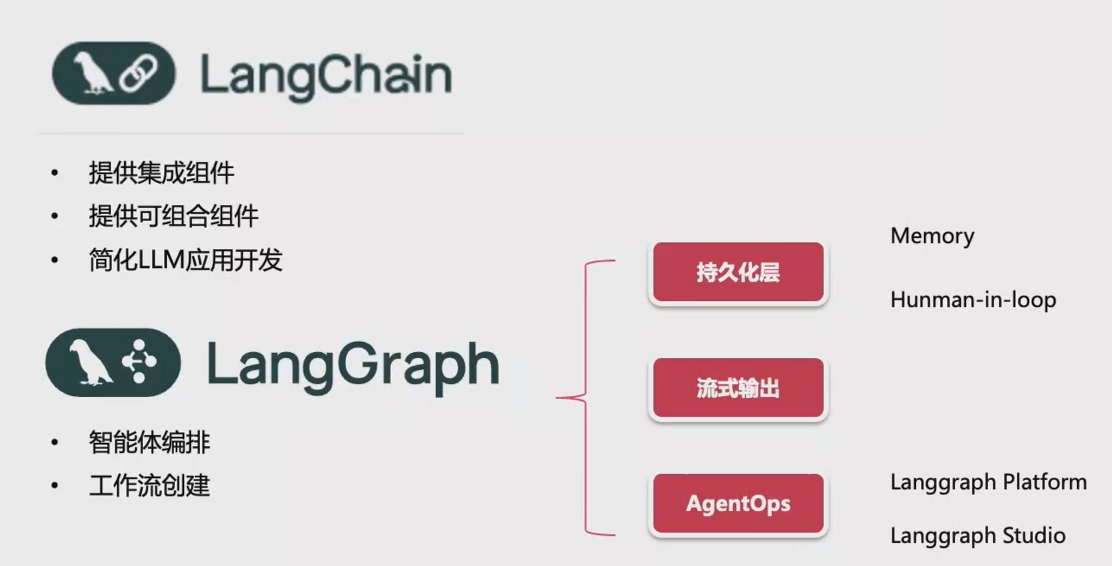 LangChain
提供集成组件
提供可组合组件
简化LLM应用开发
LangGraph
智能体编排
工作流创建
持久化层
Memory
Hunman-in-loop
流式输出
AgentOps
Langgraph Platform
Langgraph Studio